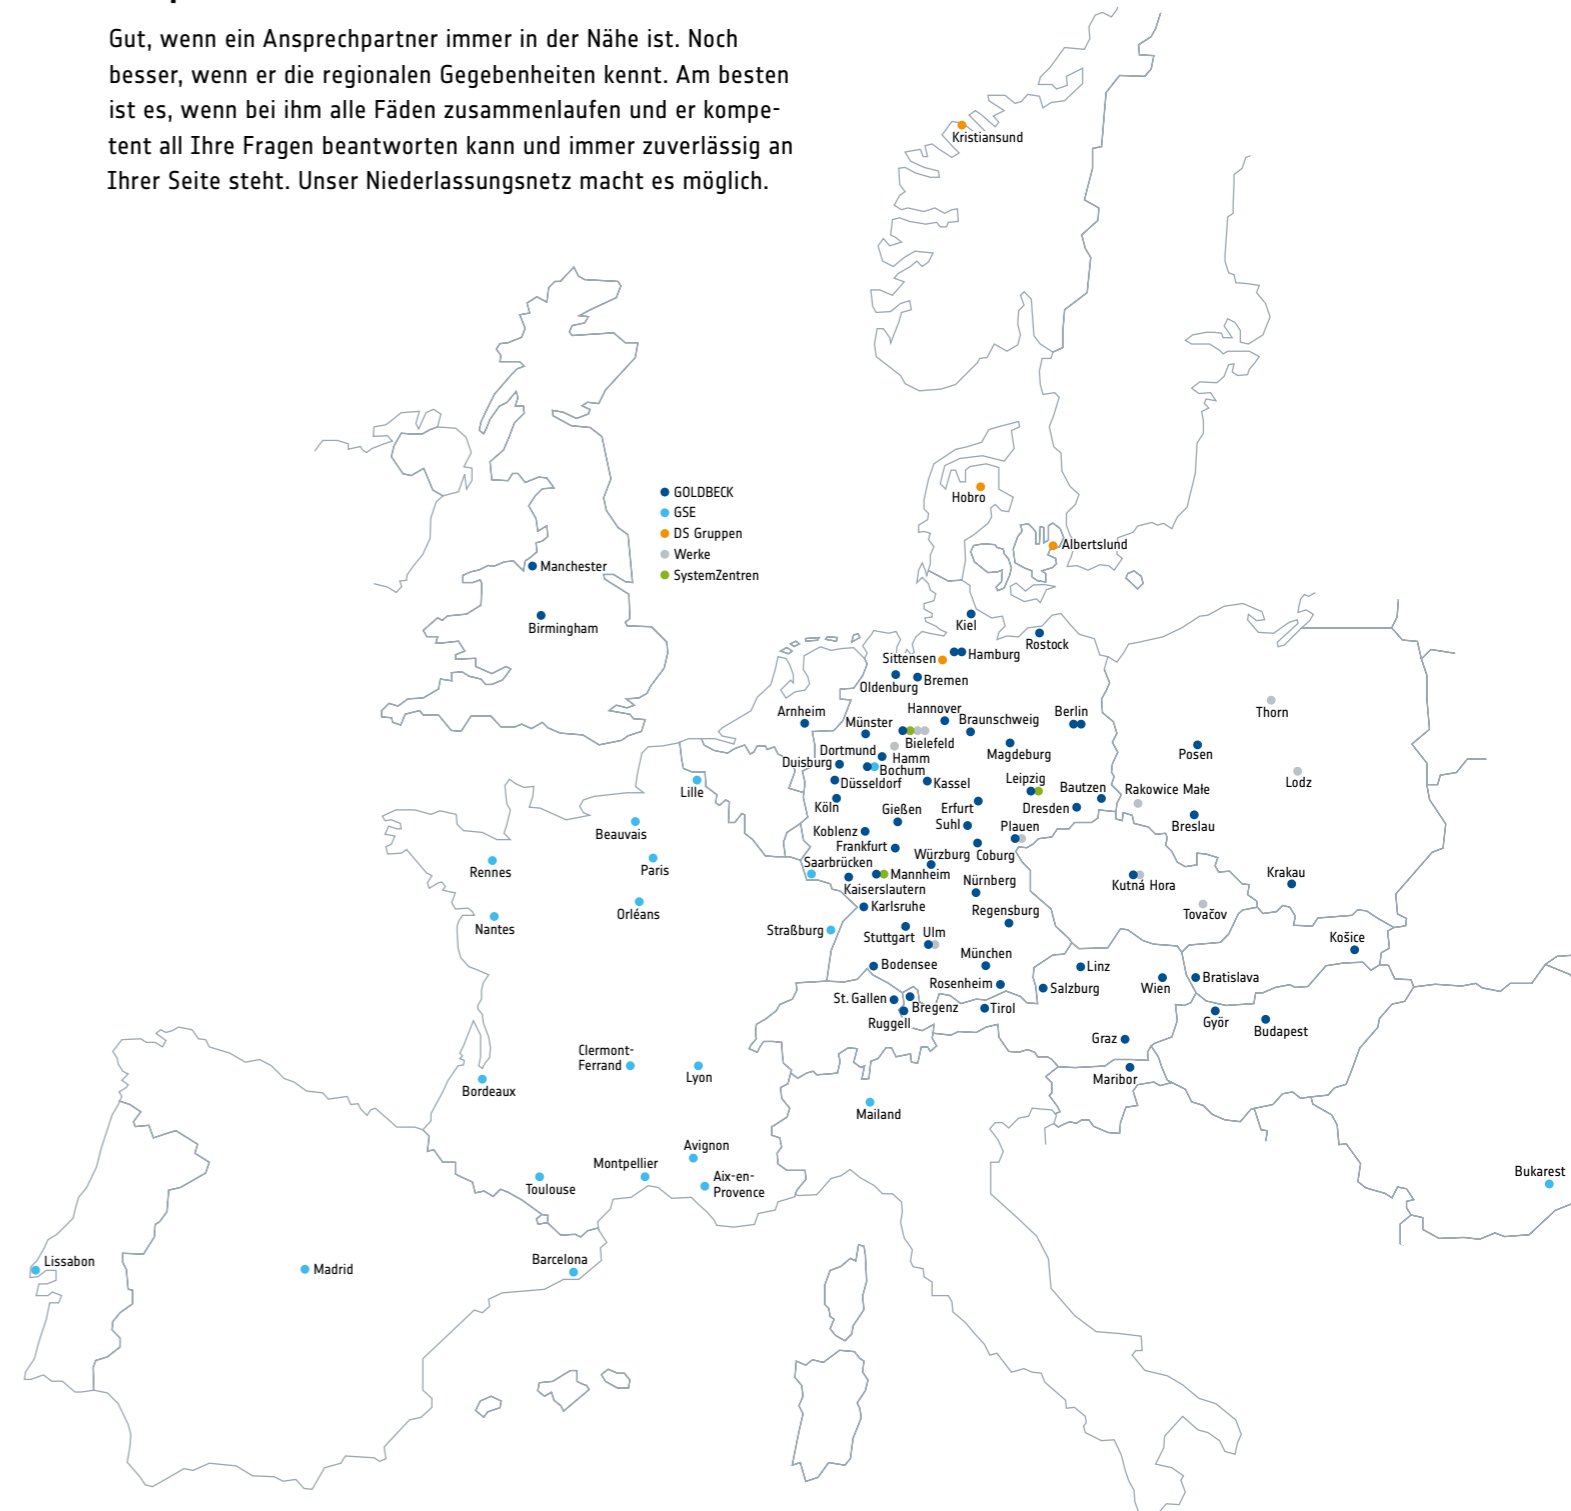 Gut, wenn ein Ansprechpartner immer in der Nähe ist. Noch
besser, wenn er die regionalen Gegebenheiten kennt. Am besten
ist es, wenn bei ihm alle Fäden zusammenlaufen und er kompe-
tent all Ihre Fragen beantworten kann und immer zuverlässig an
Ihrer Seite steht. Unser Niederlassungsnetz macht es möglich.
Kristiansund
GOLDBECK
GSE
DS Gruppen
Werke
SystemZentren
Hobro
Albertslund
Manchester
Birmingham
Kiel
Rostock
Sittensen
Hamburg
Oldenburg
Bremen
Arnheim
Hannover
Münster
Braunschweig
Berlin
Thorn
Bielefeld
Dortmund
Hamm
Magdeburg
Posen
Duisburg
Bochum
Düsseldorf
Kassel
Leipzig
Bautzen
Lodz
Lille
Rakowice Małe
Köln
Gießen
Erfurt
Dresden
Breslau
Beauvais
Suhl
Plauen
Koblenz
Frankfurt
Würzburg
Coburg
Rennes
Paris
Saarbrücken
Mannheim
Nürnberg
Kutná Hora
Krakau
Kaiserslautern
Karlsruhe
Orléans
Regensburg
Tovačov
Nantes
Straßburg
Stuttgart
Ulm
Košice
München
Bodensee
Linz
Rosenheim
Salzburg
Wien
Bratislava
St. Gallen
Bregenz
Tirol
Ruggell
Györ
Budapest
Graz
Clermont-
Ferrand
Lyon
Maribor
Bordeaux
Mailand
Avignon
Montpellier
Aix-en-
Provence
Toulouse
Bukarest
Lissabon
Madrid
Barcelona